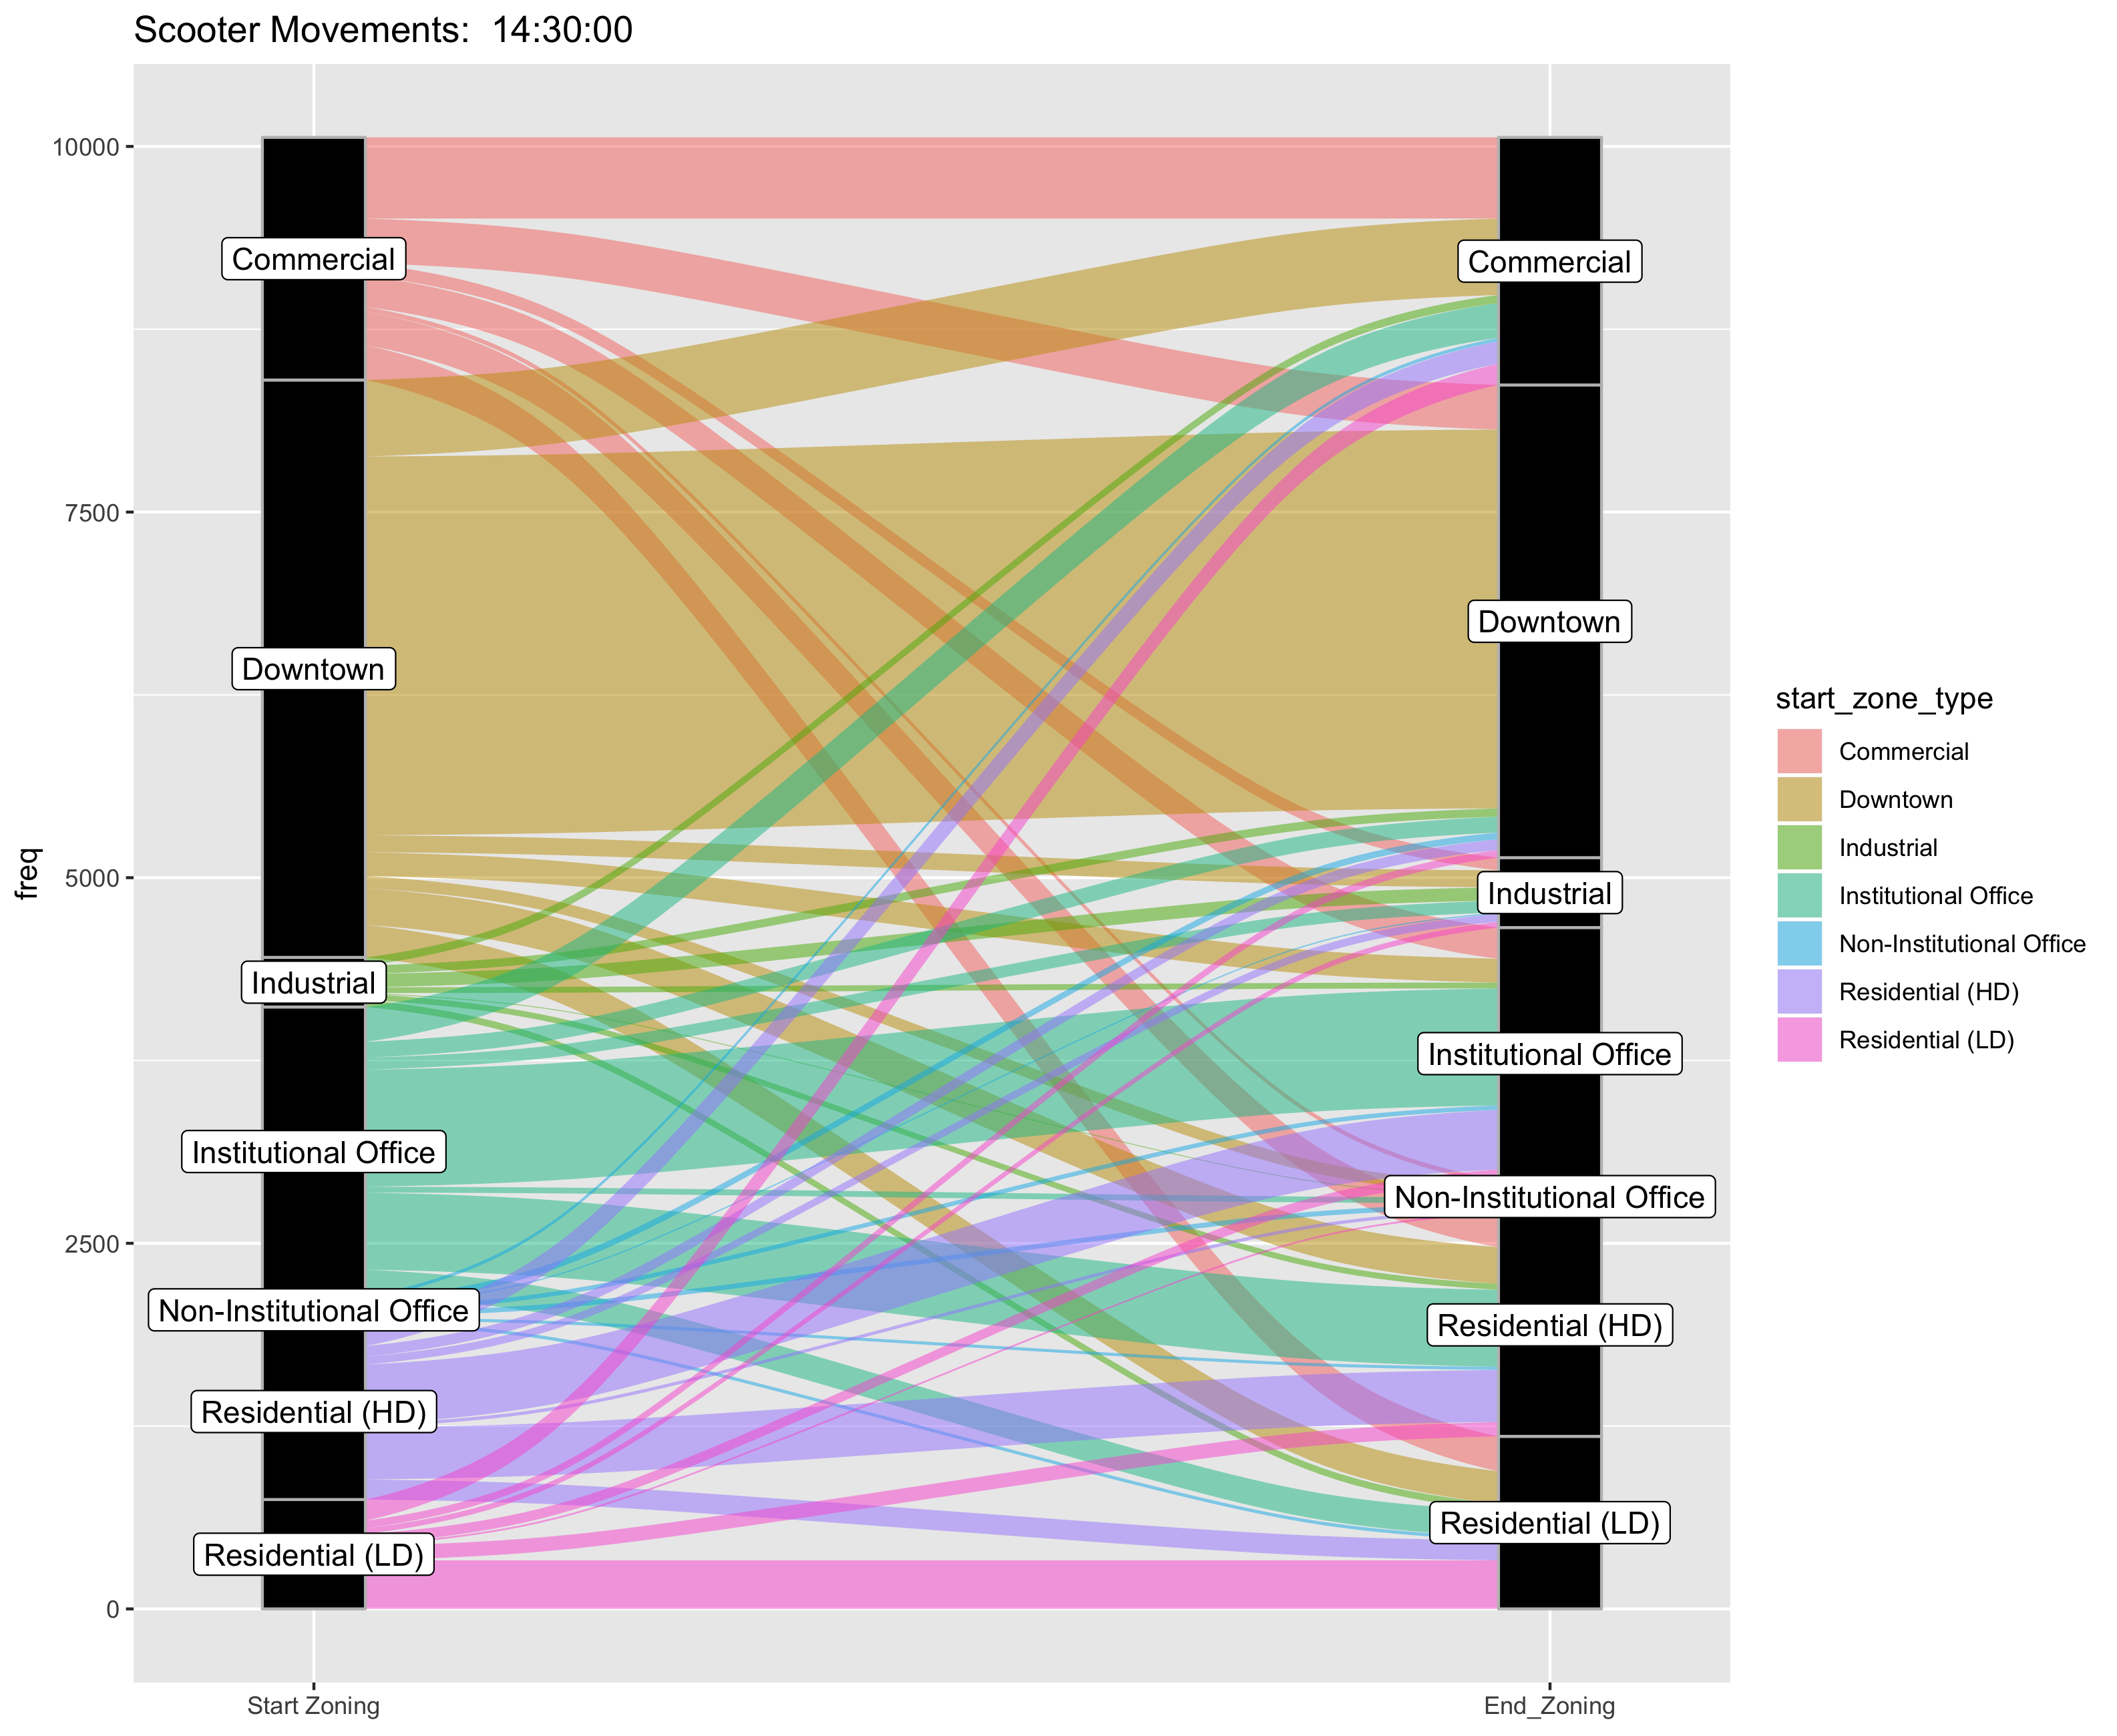 Scooter Movements:  14:30:00
freq
10000
7500
5000
2500
0
Commercial
Downtown
Industrial
Institutional Office
Non-Institutional Office
Residential (HD)
Residential (LD)
Commercial
Downtown
Industrial
Institutional Office
Non-Institutional Office
Residential (HD)
Residential (LD)
Start Zoning
End_Zoning
start_zone_type
Commercial
Downtown
Industrial
Institutional Office
Non-Institutional Office
Residential (HD)
Residential (LD)